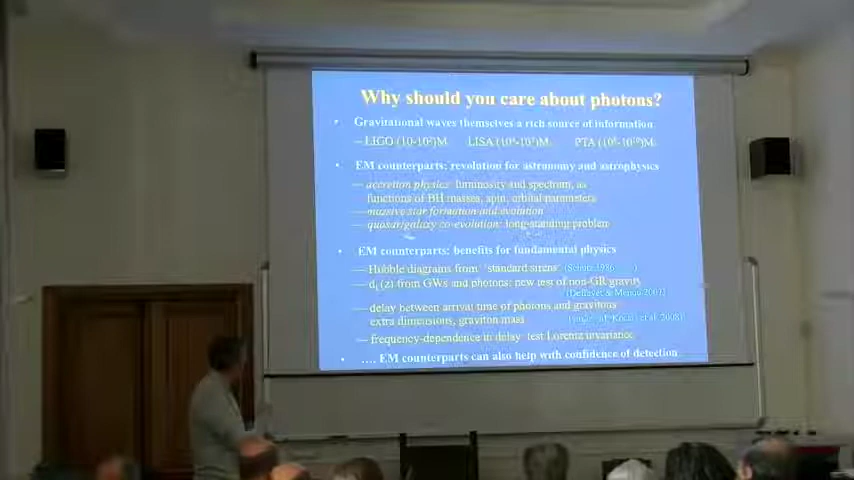 Why should you care about photons?
• Gravitational waves themselves a rich source of information
– LIGO (10-10²)M LISA (10⁴-10⁷)M PTA
• EM counterparts: revolution for astronomy and astrophysics
— accretion physics: luminosity and spectrum, as
functions of BH masses, spin, orbital parameters
— massive star formation and evolution
— quasar/galaxy co-evolution: long-standing problem
• EM counterparts: benefits for fundamental physics
— Hubble diagrams from "standard sirens" (Schutz 1986
— dL(z) from GWs and photons: new test of non-GR gravity
(Deffayet & Menou 2007)
— delay between arrival time of photons and gravitons
extra dimensions, graviton mass Kocsis et al. 2008)
— frequency-dependence in delay test Lorentz invariance
• .... EM counterparts can also help with confidence of detection